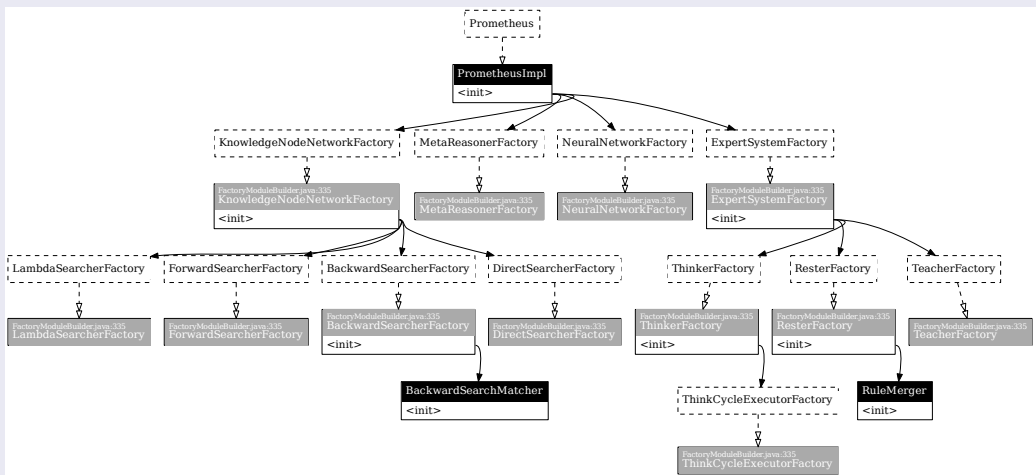 Prometheus
PrometheusImpl
<init>
KnowledgeNodeNetworkFactory
MetaReasonerFactory
NeuralNetworkFactory
ExpertSystemFactory
FactoryModuleBuilder.java:335
KnowledgeNodeNetworkFactory
<init>
FactoryModuleBuilder.java:335
MetaReasonerFactory
FactoryModuleBuilder.java:335
NeuralNetworkFactory
FactoryModuleBuilder.java:335
ExpertSystemFactory
<init>
LambdaSearcherFactory
ForwardSearcherFactory
BackwardSearcherFactory
DirectSearcherFactory
ThinkerFactory
ResterFactory
TeacherFactory
FactoryModuleBuilder.java:335
LambdaSearcherFactory
FactoryModuleBuilder.java:335
ForwardSearcherFactory
FactoryModuleBuilder.java:335
BackwardSearcherFactory
<init>
FactoryModuleBuilder.java:335
DirectSearcherFactory
FactoryModuleBuilder.java:335
ThinkerFactory
<init>
FactoryModuleBuilder.java:335
ResterFactory
<init>
FactoryModuleBuilder.java:335
TeacherFactory
BackwardSearchMatcher
<init>
ThinkCycleExecutorFactory
RuleMerger
<init>
FactoryModuleBuilder.java:335
ThinkCycleExecutorFactory